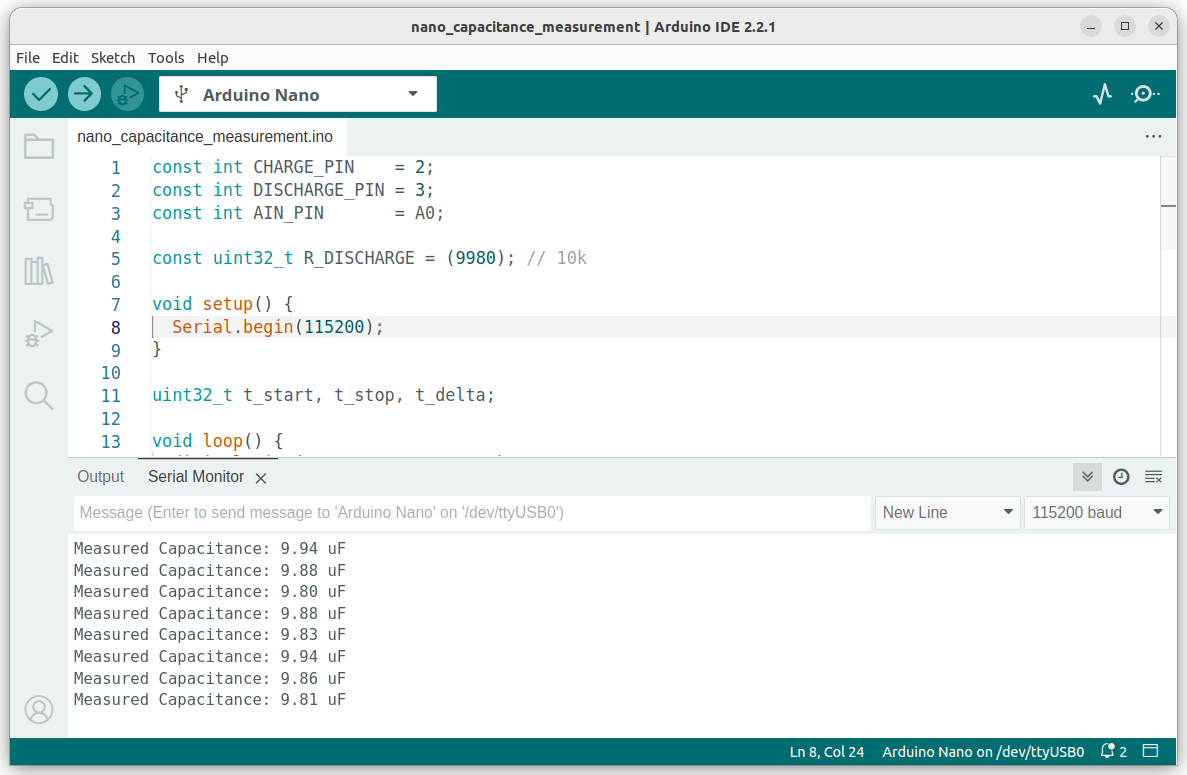 nano_capacitance_measurement | Arduino IDE 2.2.1
File Edit Sketch Tools Help
Arduino Nano
nano_capacitance_measurement.ino
1 const int CHARGE_PIN    = 2;
2 const int DISCHARGE_PIN = 3;
3 const int AIN_PIN       = A0;
4
5 const uint32_t R_DISCHARGE = (9980); // 10k
6
7 void setup() {
8   Serial.begin(115200);
9 }
10
11 uint32_t t_start, t_stop, t_delta;
12
13 void loop() {
Output Serial Monitor
Message (Enter to send message to 'Arduino Nano' on '/dev/ttyUSB0') New Line 115200 baud
Measured Capacitance: 9.94 uF
Measured Capacitance: 9.88 uF
Measured Capacitance: 9.80 uF
Measured Capacitance: 9.88 uF
Measured Capacitance: 9.83 uF
Measured Capacitance: 9.94 uF
Measured Capacitance: 9.86 uF
Measured Capacitance: 9.81 uF
Ln 8, Col 24 Arduino Nano on /dev/ttyUSB0 2